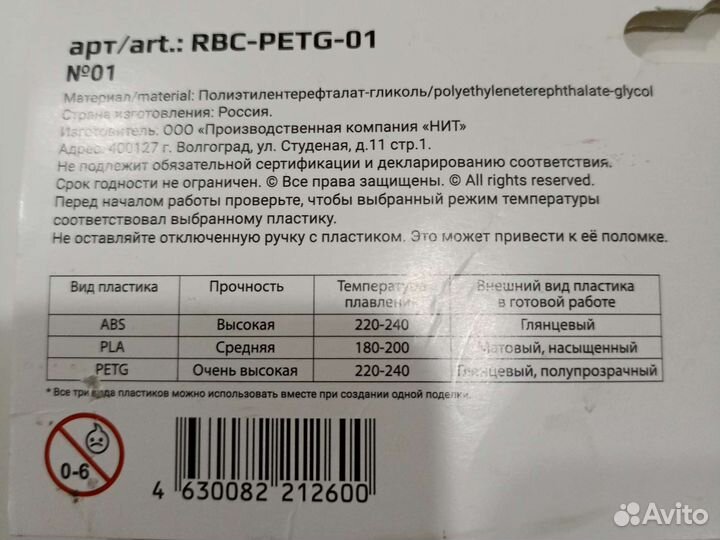 арт/art.: RBC-PETG-01
№01
Материал/material: Полиэтилентерефталат-гликоль/polyethyleneterephthalate-glycol
Страна изготовления: Россия.
Изготовитель: ООО «Производственная компания «НИТ»
Адрес: 400127 г. Волгоград, ул. Студеная, д.11 стр.1.
Не подлежит обязательной сертификации и декларированию соответствия.
Срок годности не ограничен. © Все права защищены. © All rights reserved.
Перед началом работы проверьте, чтобы выбранный режим температуры
соответствовал выбранному пластику.
Не оставляйте отключенную ручку с пластиком. Это может привести к её поломке.
Вид пластика Прочность Температура плавления Внешний вид пластика в готовой работе
ABS Высокая 220-240 Глянцевый
PLA Средняя 180-200 Матовый, насыщенный
PETG Очень высокая 220-240 Глянцевый, полупрозрачный
* Все три вида пластиков можно использовать вместе при создании одной поделки.
0-6
4 630082 212600
Avito